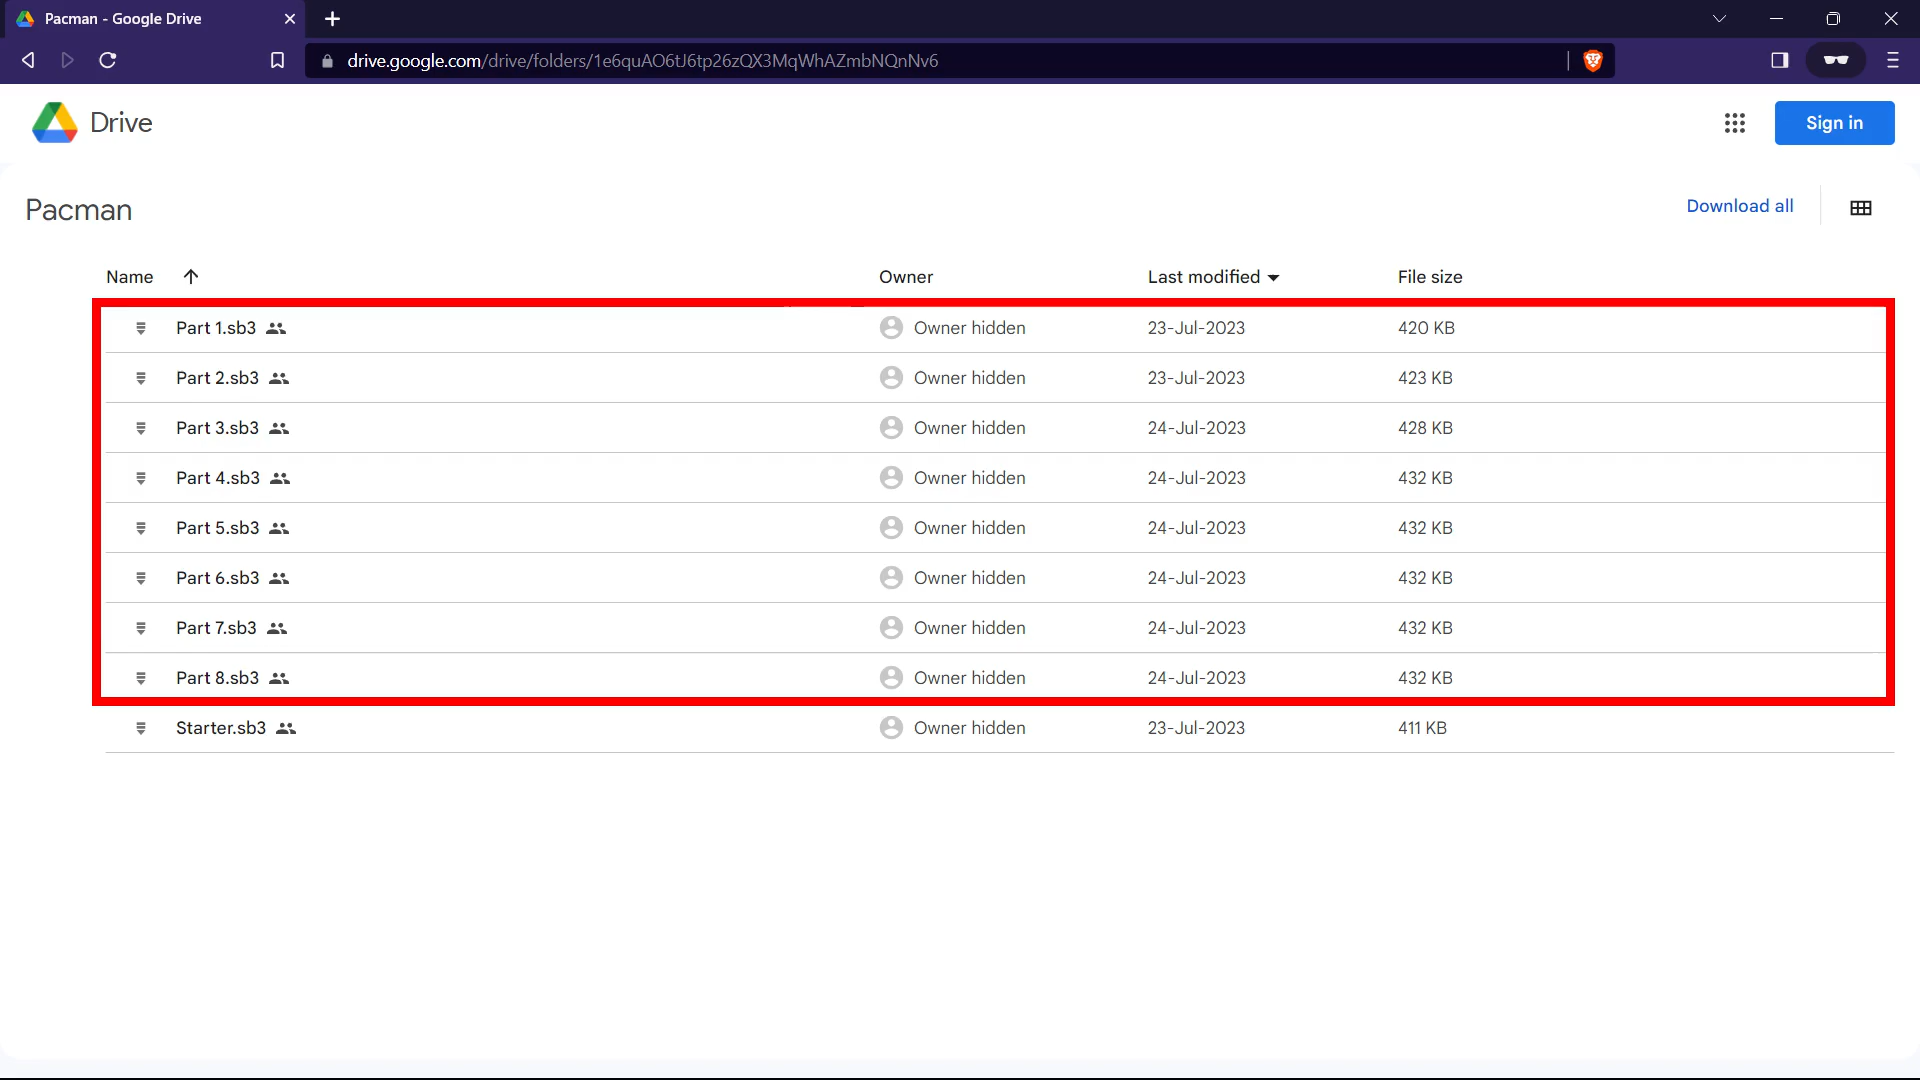 Pacman - Google Drive
drive.google.com/drive/folders/1e6quAO6tJ6tp26zQX3MqWhAZmbNQnNv6
Drive
Sign in
Pacman
Download all
Name Owner Last modified File size
Part 1.sb3 Owner hidden 23-Jul-2023 420 KB
Part 2.sb3 Owner hidden 23-Jul-2023 423 KB
Part 3.sb3 Owner hidden 24-Jul-2023 428 KB
Part 4.sb3 Owner hidden 24-Jul-2023 432 KB
Part 5.sb3 Owner hidden 24-Jul-2023 432 KB
Part 6.sb3 Owner hidden 24-Jul-2023 432 KB
Part 7.sb3 Owner hidden 24-Jul-2023 432 KB
Part 8.sb3 Owner hidden 24-Jul-2023 432 KB
Starter.sb3 Owner hidden 23-Jul-2023 411 KB